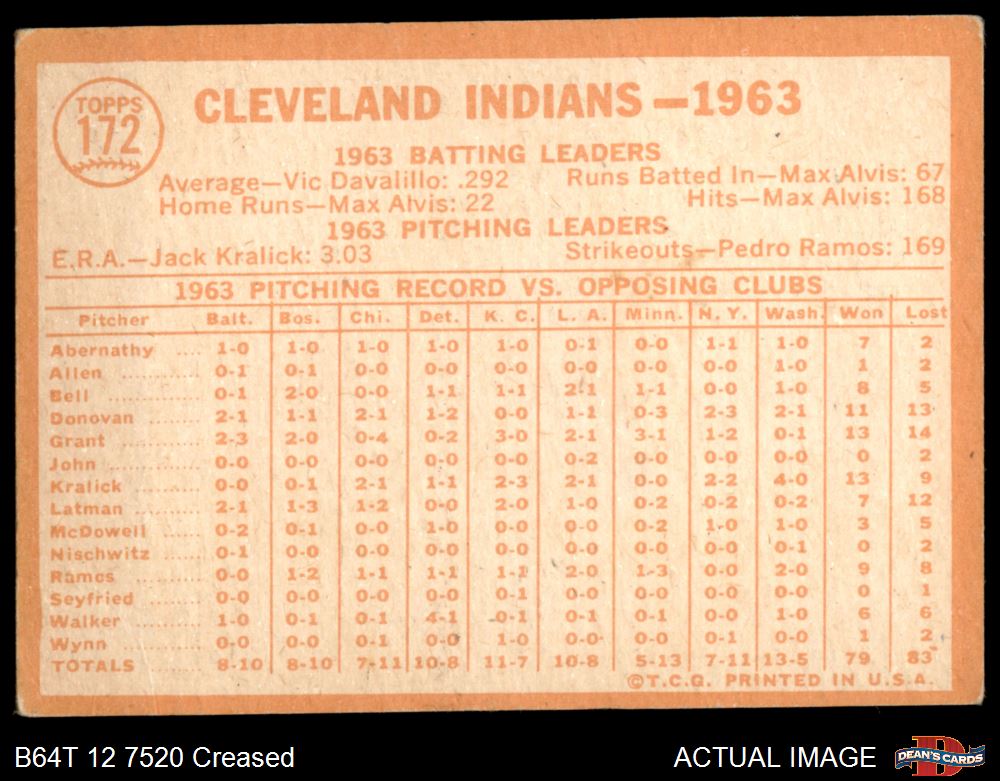 TOPPS
172
CLEVELAND INDIANS — 1963
1963 BATTING LEADERS
Average—Vic Davalillo: .292 Runs Batted In—Max Alvis: 67
Home Runs—Max Alvis: 22 Hits—Max Alvis: 168
1963 PITCHING LEADERS
E.R.A.—Jack Kralick: 3.03 Strikeouts—Pedro Ramos: 169
1963 PITCHING RECORD VS. OPPOSING CLUBS
Pitcher Balt. Bos. Chi. Det. K. C. L. A. Minn. N. Y. Wash. Won Lost
Abernathy .... 1-0 1-0 1-0 1-0 1-0 0-1 0-0 1-1 1-0 7 2
Allen ............ 0-1 0-1 0-0 0-0 0-0 0-0 0-0 0-0 1-0 1 2
Bell .............. 0-1 2-0 0-0 1-1 1-1 2-1 1-1 0-0 1-0 8 5
Donovan ........ 2-1 1-1 2-1 1-2 0-0 1-1 0-3 2-3 2-1 11 13
Grant ............ 2-3 2-0 0-4 0-2 3-0 2-1 3-1 1-2 0-1 13 14
John .............. 0-0 0-0 0-0 0-0 0-0 0-2 0-0 0-0 0-0 0 2
Kralick .......... 0-0 0-1 2-1 1-1 2-3 2-1 0-0 2-2 4-0 13 9
Latman .......... 2-1 1-3 1-2 0-0 2-0 1-0 0-2 0-2 0-2 7 12
McDowell ...... 0-2 0-1 0-0 1-0 0-0 0-0 0-2 1-0 1-0 3 5
Nischwitz ...... 0-1 0-0 0-0 0-0 0-0 0-0 0-0 0-0 0-1 0 2
Ramos .......... 0-0 1-2 1-1 1-1 1-1 2-0 1-3 0-0 2-0 9 8
Seyfried ........ 0-0 0-0 0-0 0-0 0-1 0-0 0-0 0-0 0-0 0 1
Walker .......... 1-0 0-1 0-1 4-1 0-1 0-1 0-1 0-0 1-0 6 6
Wynn ............ 0-0 0-0 0-1 0-0 1-0 0-0 0-0 0-1 0-0 1 2
TOTALS 8-10 8-10 7-11 10-8 11-7 10-8 5-13 7-11 13-5 79 83
©T.C.G. PRINTED IN U.S.A.
B64T 12 7520 Creased ACTUAL IMAGE
D
DEAN'S CARDS